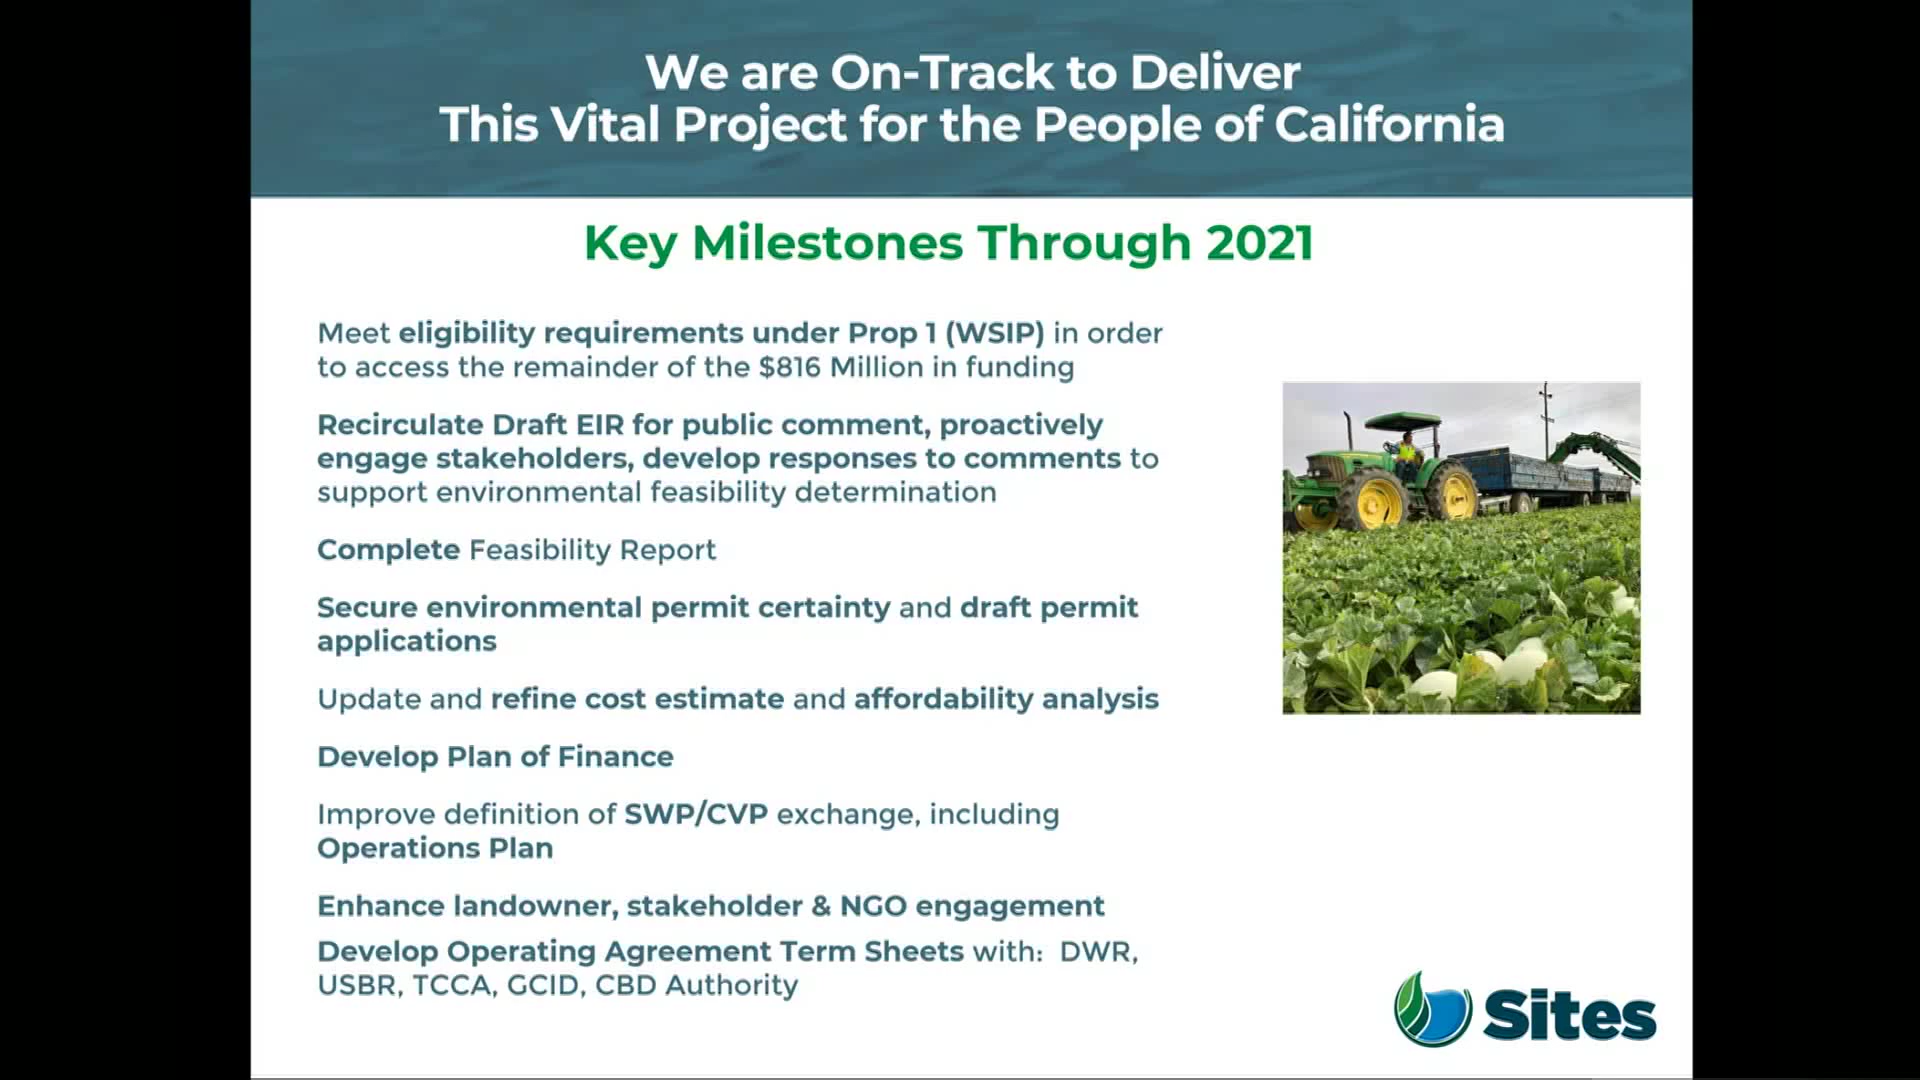 We are On-Track to Deliver
This Vital Project for the People of California
Key Milestones Through 2021
Meet eligibility requirements under Prop 1 (WSIP) in order
to access the remainder of the $816 Million in funding
Recirculate Draft EIR for public comment, proactively
engage stakeholders, develop responses to comments to
support environmental feasibility determination
Complete Feasibility Report
Secure environmental permit certainty and draft permit
applications
Update and refine cost estimate and affordability analysis
Develop Plan of Finance
Improve definition of SWP/CVP exchange, including
Operations Plan
Enhance landowner, stakeholder & NGO engagement
Develop Operating Agreement Term Sheets with: DWR,
USBR, TCCA, GCID, CBD Authority
Sites